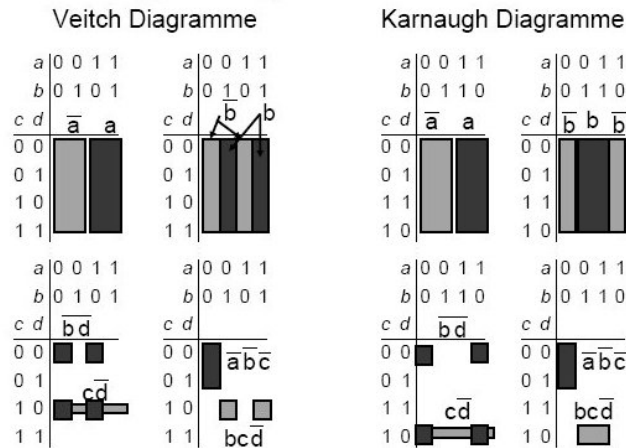 Veitch Diagramme Karnaugh Diagramme
a 0 0 1 1 a 0 0 1 1 a 0 0 1 1 a 0 0 1 1
b 0 1 0 1 b 0 1 0 1 b 0 1 1 0 b 0 1 1 0
c d a̅ a c d b̅ b c d a̅ a c d b̅ b b̅
0 0 0 0 0 0 0 0
0 1 0 1 0 1 0 1
1 0 1 0 1 1 1 1
1 1 1 1 1 0 1 0
a 0 0 1 1 a 0 0 1 1 a 0 0 1 1 a 0 0 1 1
b 0 1 0 1 b 0 1 0 1 b 0 1 1 0 b 0 1 1 0
c d b̅d̅ c d c d b̅d̅ c d
0 0 0 0 a̅b̅c̅ 0 0 0 0 a̅b̅c̅
0 1 0 1 0 1 0 1
1 0 cd̅ 1 0 1 1 cd̅ 1 1 bcd̅
1 1 1 1 bcd̅ 1 0 1 0